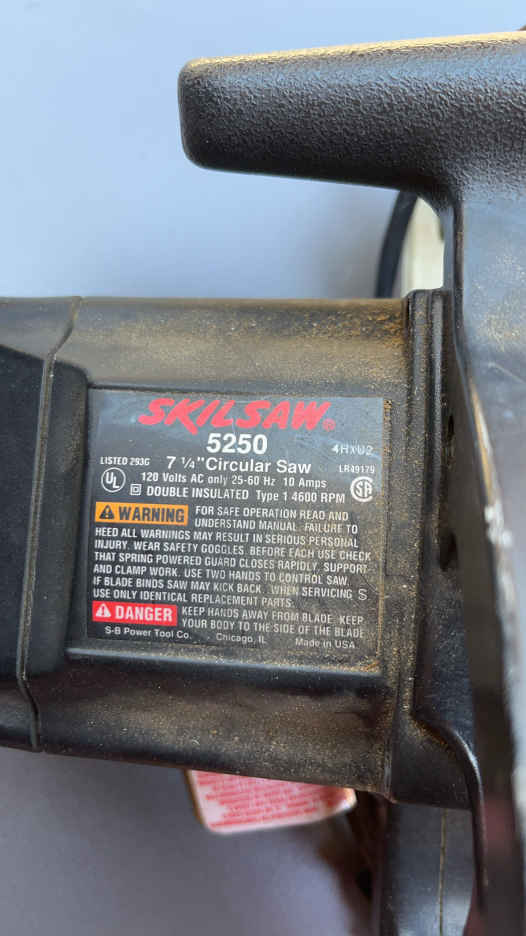 SKILSAW®
5250
4HXU2
LISTED 293G
7 ¼" Circular Saw
LR49179
UL
120 Volts AC only 25-60 Hz 10 Amps
DOUBLE INSULATED Type 1 4600 RPM
SA
WARNING FOR SAFE OPERATION READ AND
UNDERSTAND MANUAL. FAILURE TO
HEED ALL WARNINGS MAY RESULT IN SERIOUS PERSONAL
INJURY. WEAR SAFETY GOGGLES. BEFORE EACH USE CHECK
THAT SPRING POWERED GUARD CLOSES RAPIDLY. SUPPORT
AND CLAMP WORK. USE TWO HANDS TO CONTROL SAW.
IF BLADE BINDS SAW MAY KICK BACK. WHEN SERVICING S
USE ONLY IDENTICAL REPLACEMENT PARTS.
DANGER KEEP HANDS AWAY FROM BLADE. KEEP
YOUR BODY TO THE SIDE OF THE BLADE
S-B Power Tool Co. Chicago, IL Made in USA